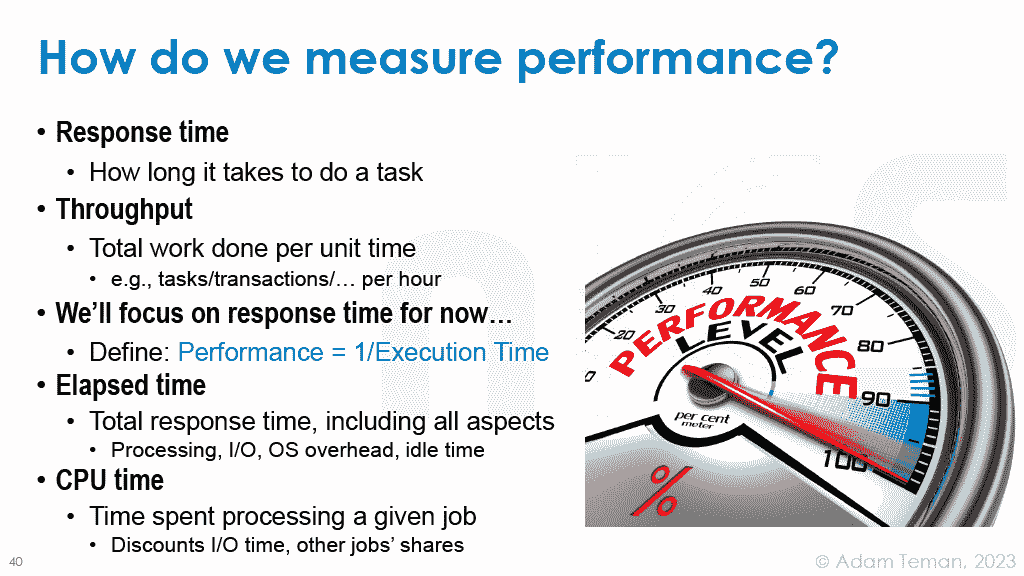 How do we measure performance?
• Response time
• How long it takes to do a task
• Throughput
• Total work done per unit time
• e.g., tasks/transactions/… per hour
• We'll focus on response time for now…
• Define: Performance = 1/Execution Time
• Elapsed time
• Total response time, including all aspects
• Processing, I/O, OS overhead, idle time
• CPU time
• Time spent processing a given job
• Discounts I/O time, other jobs' shares
0
20
30
40
50
60
70
80
90
100
PERFORMANCE
LEVEL
per cent
meter
%
40
© Adam Teman, 2023